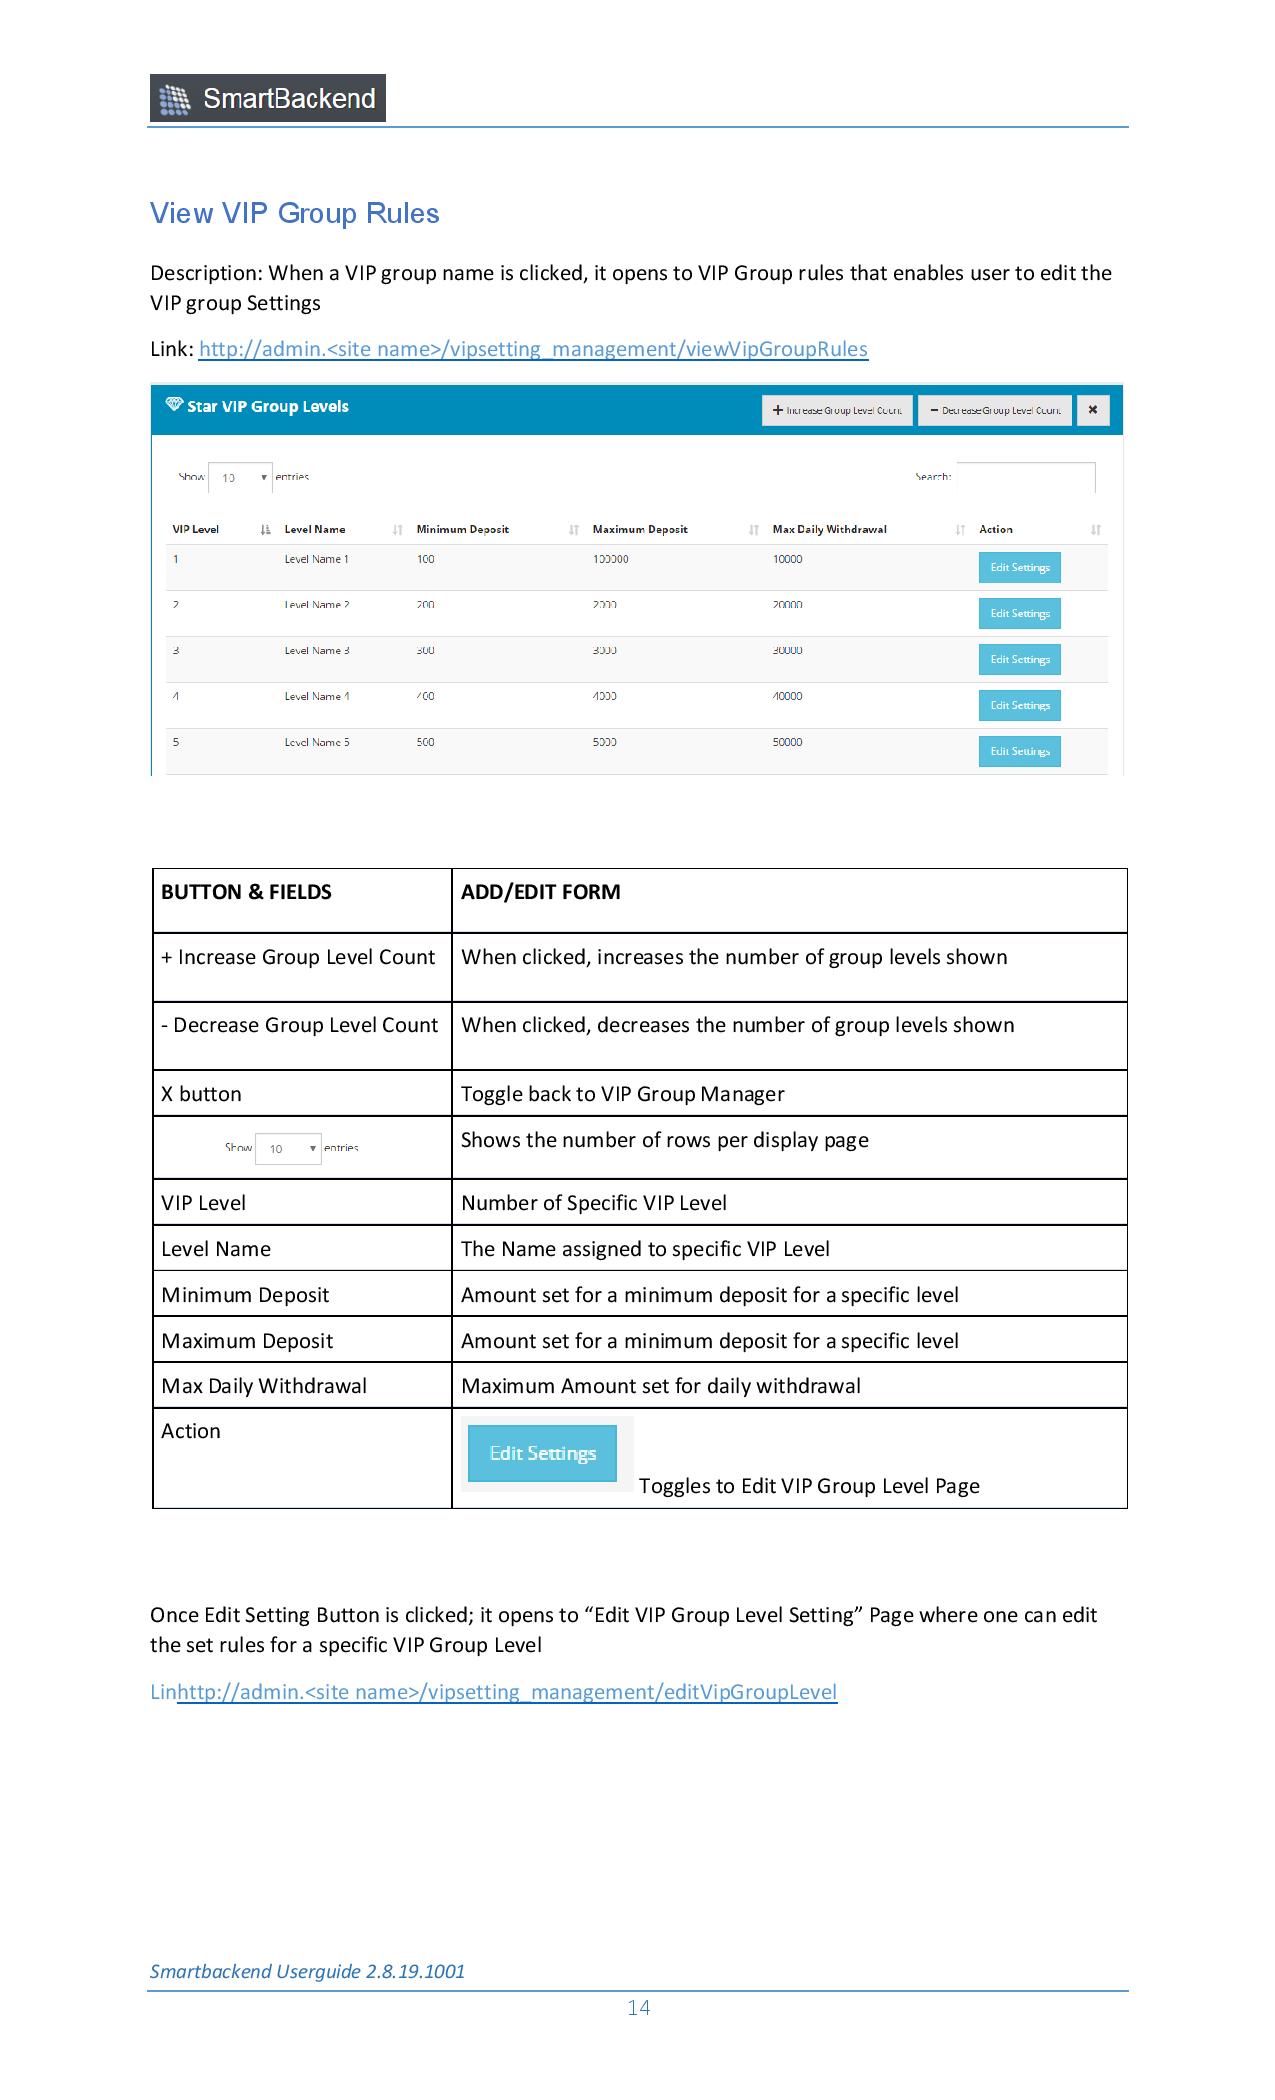 SmartBackend
View VIP Group Rules
Description: When a VIP group name is clicked, it opens to VIP Group rules that enables user to edit the
VIP group Settings
Link: http://admin.<site name>/vipsetting_management/viewVipGroupRules
Star VIP Group Levels
+ Increase Group Level Count
− Decrease Group Level Count
✖
Show 10 entries
Search:
VIP Level Level Name Minimum Deposit Maximum Deposit Max Daily Withdrawal Action
1 Level Name 1 100 100000 10000 Edit Settings
2 Level Name 2 200 2000 20000 Edit Settings
3 Level Name 3 300 3000 30000 Edit Settings
4 Level Name 4 400 4000 40000 Edit Settings
5 Level Name 5 500 5000 50000 Edit Settings
BUTTON & FIELDS ADD/EDIT FORM
+ Increase Group Level Count When clicked, increases the number of group levels shown
- Decrease Group Level Count When clicked, decreases the number of group levels shown
X button Toggle back to VIP Group Manager
Show 10 entries Shows the number of rows per display page
VIP Level Number of Specific VIP Level
Level Name The Name assigned to specific VIP Level
Minimum Deposit Amount set for a minimum deposit for a specific level
Maximum Deposit Amount set for a minimum deposit for a specific level
Max Daily Withdrawal Maximum Amount set for daily withdrawal
Action Edit Settings Toggles to Edit VIP Group Level Page
Once Edit Setting Button is clicked; it opens to “Edit VIP Group Level Setting” Page where one can edit
the set rules for a specific VIP Group Level
Linhttp://admin.<site name>/vipsetting_management/editVipGroupLevel
Smartbackend Userguide 2.8.19.1001
14